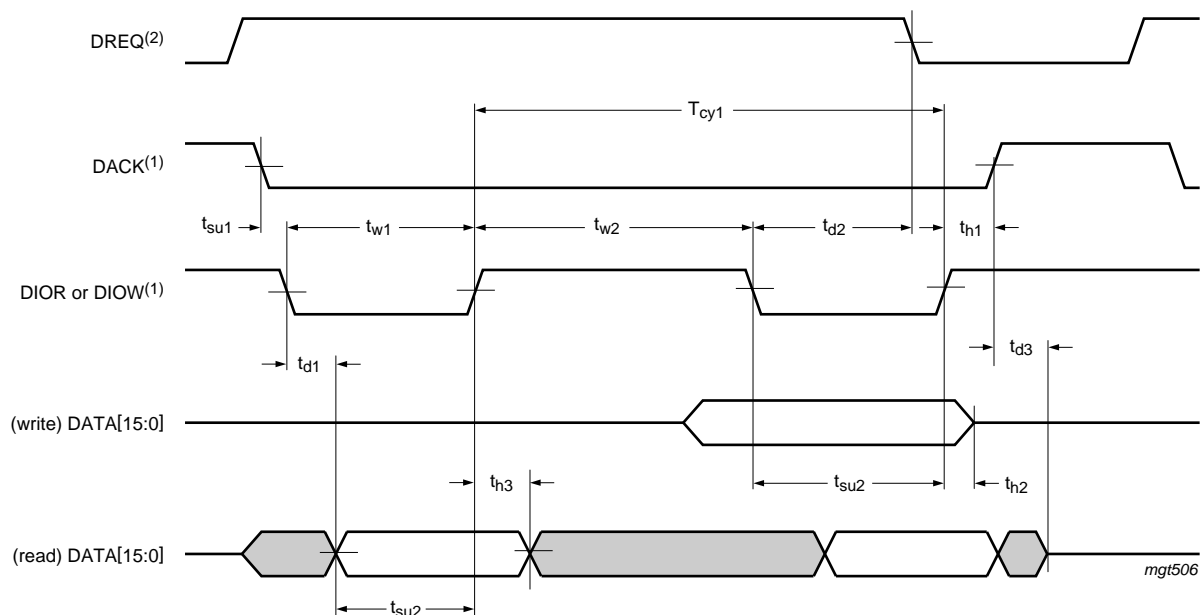 DREQ(2)
Tcy1
DACK(1)
tsu1
tw1
tw2
td2
th1
DIOR or DIOW(1)
td1
td3
(write) DATA[15:0]
th3
tsu2
th2
(read) DATA[15:0]
mgt506
tsu2